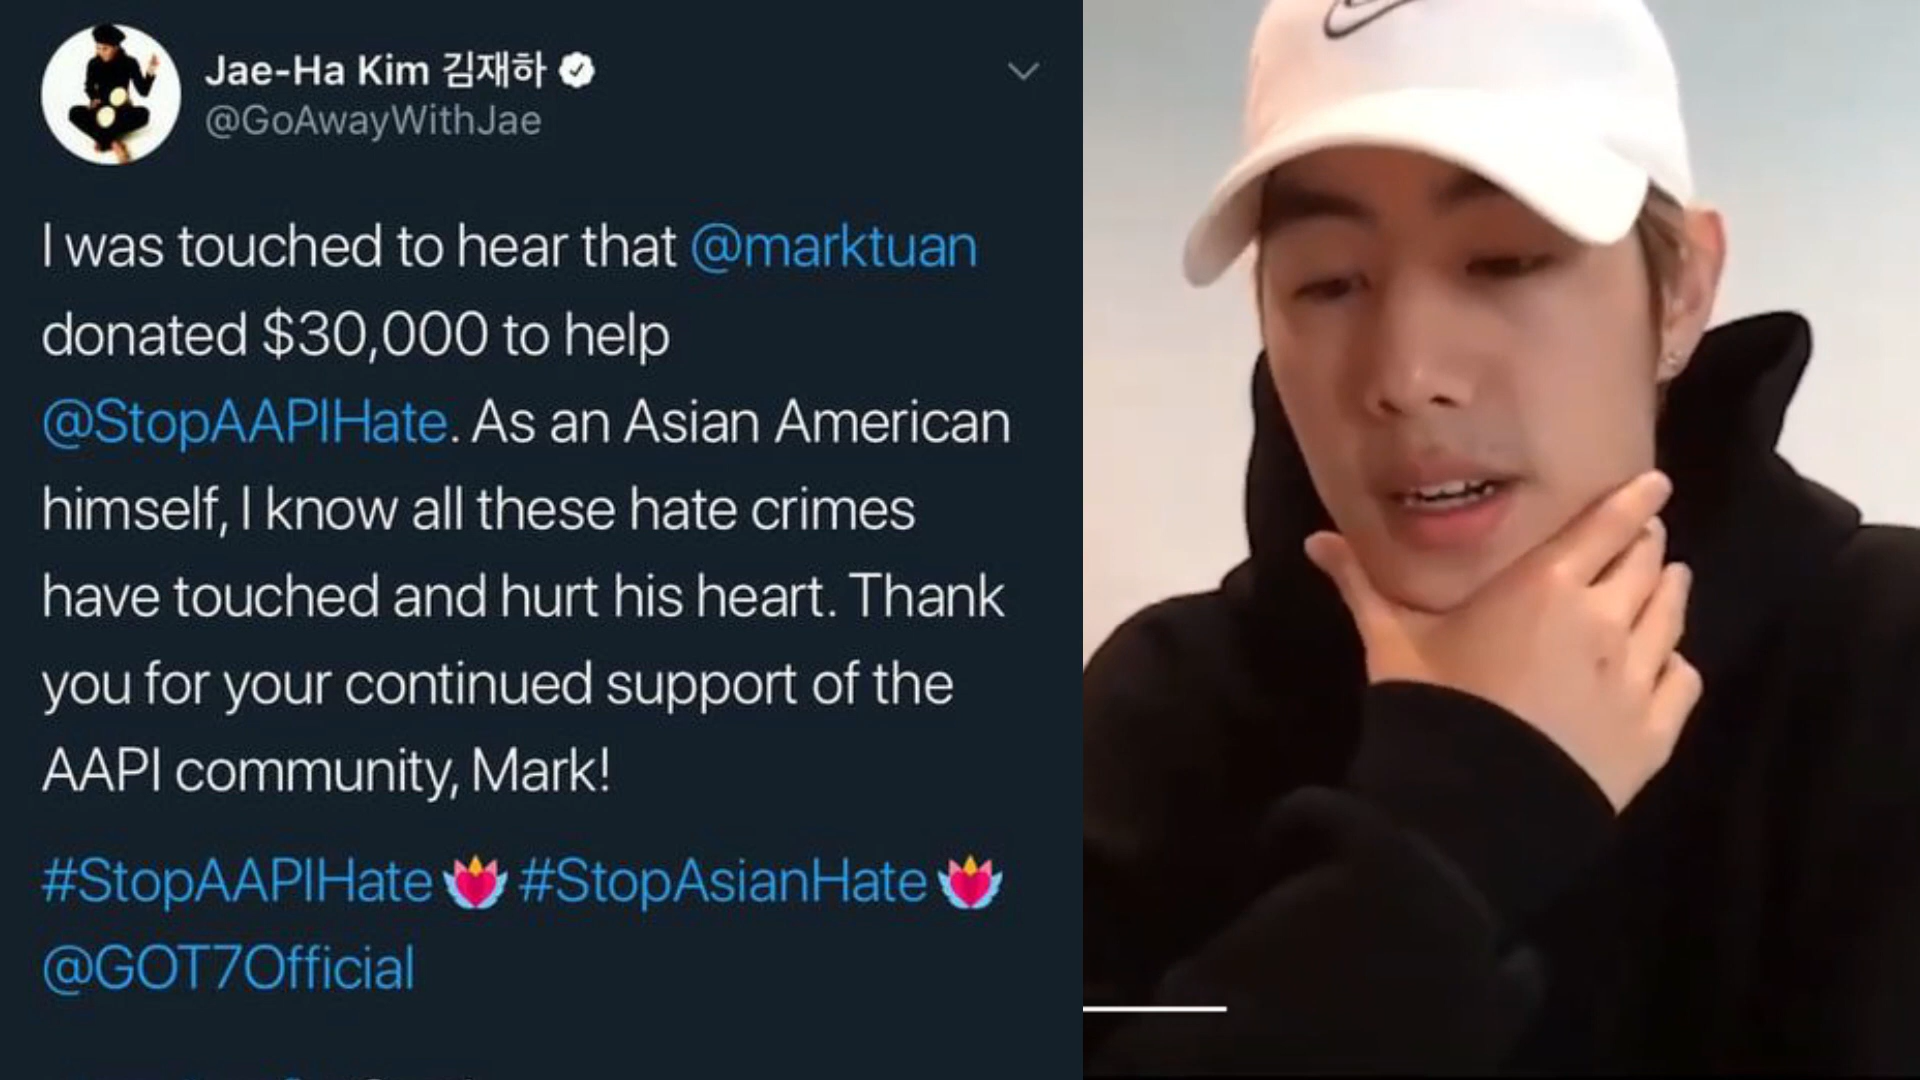 Jae-Ha Kim 김재하
@GoAwayWithJae
I was touched to hear that @marktuan
donated $30,000 to help
@StopAAPIHate. As an Asian American
himself, I know all these hate crimes
have touched and hurt his heart. Thank
you for your continued support of the
AAPI community, Mark!
#StopAAPIHate #StopAsianHate
@GOT7Official